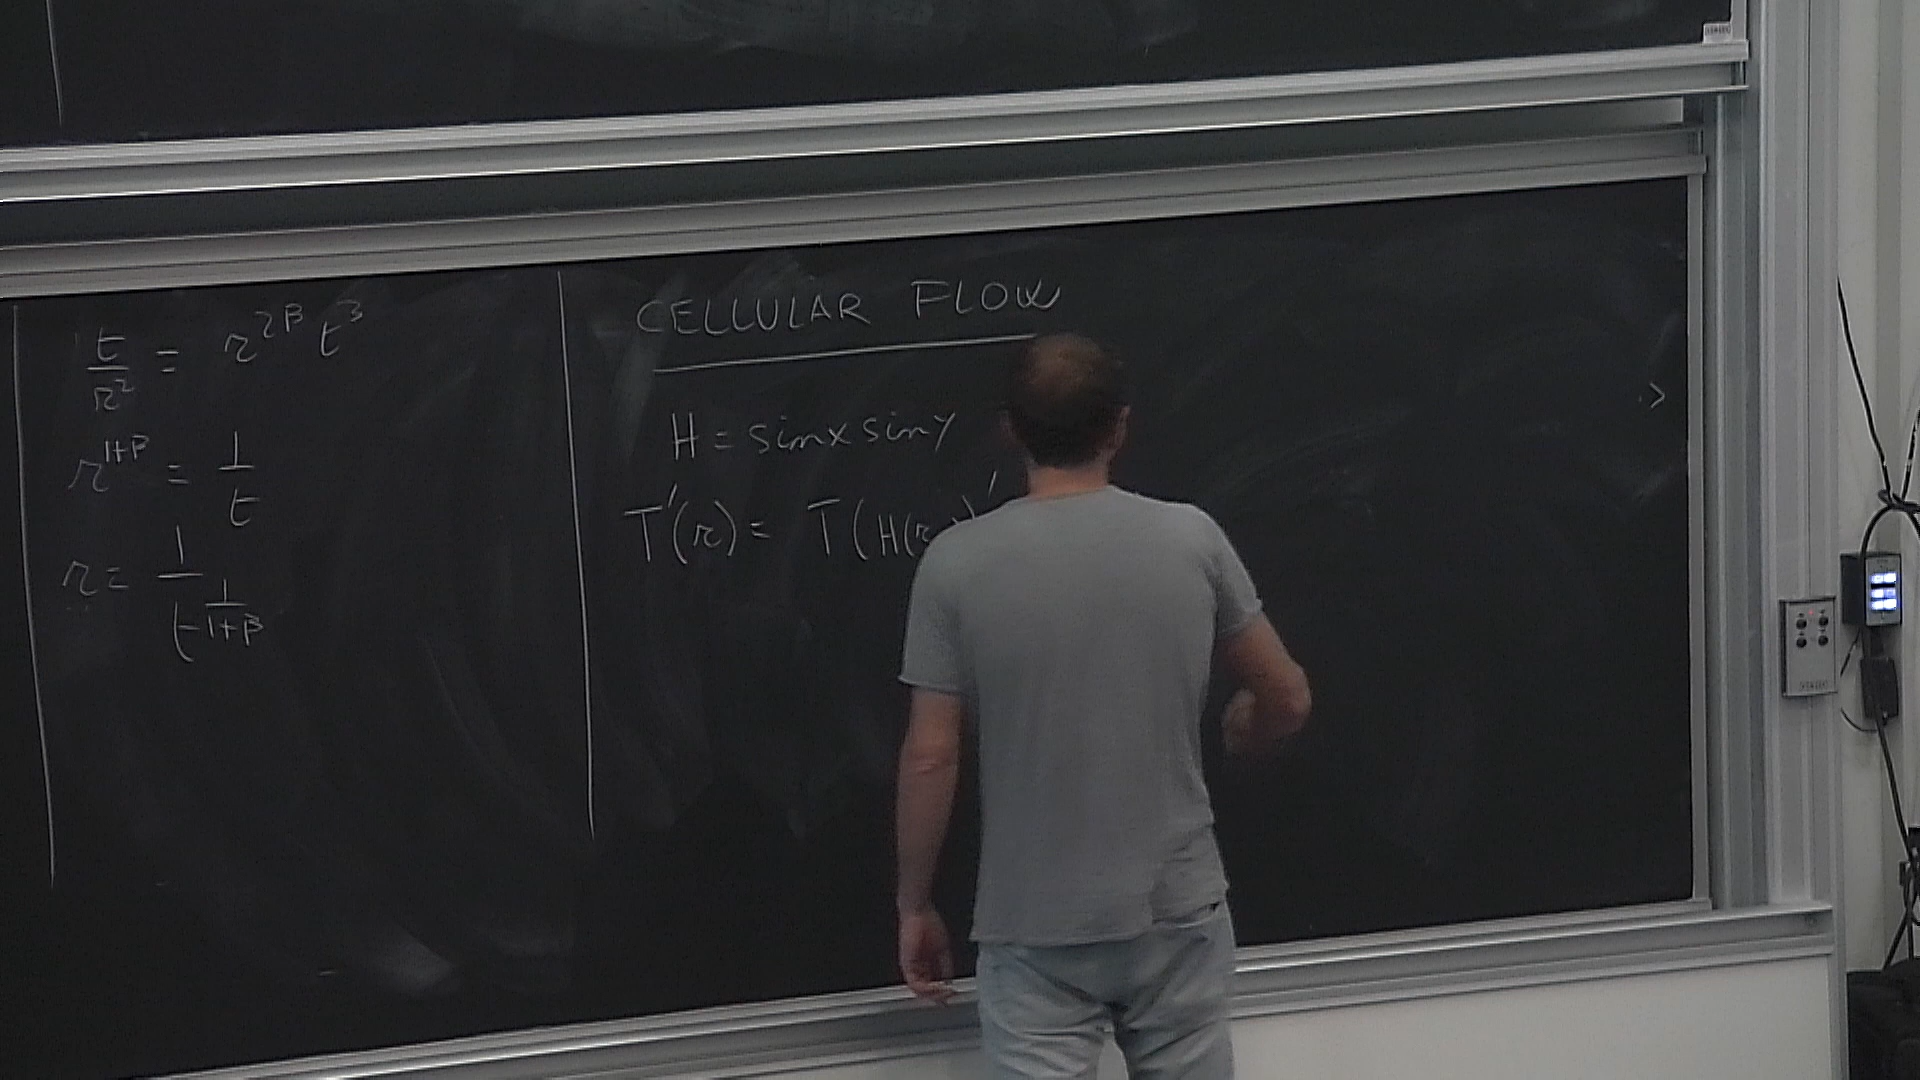 t/r² = r^{2β} t³
r^{1+β} = 1/t
r = 1/t^{1/(1+β)}
CELLULAR FLOW
H = sin x sin y
T'(r) = T(H(r)'
>